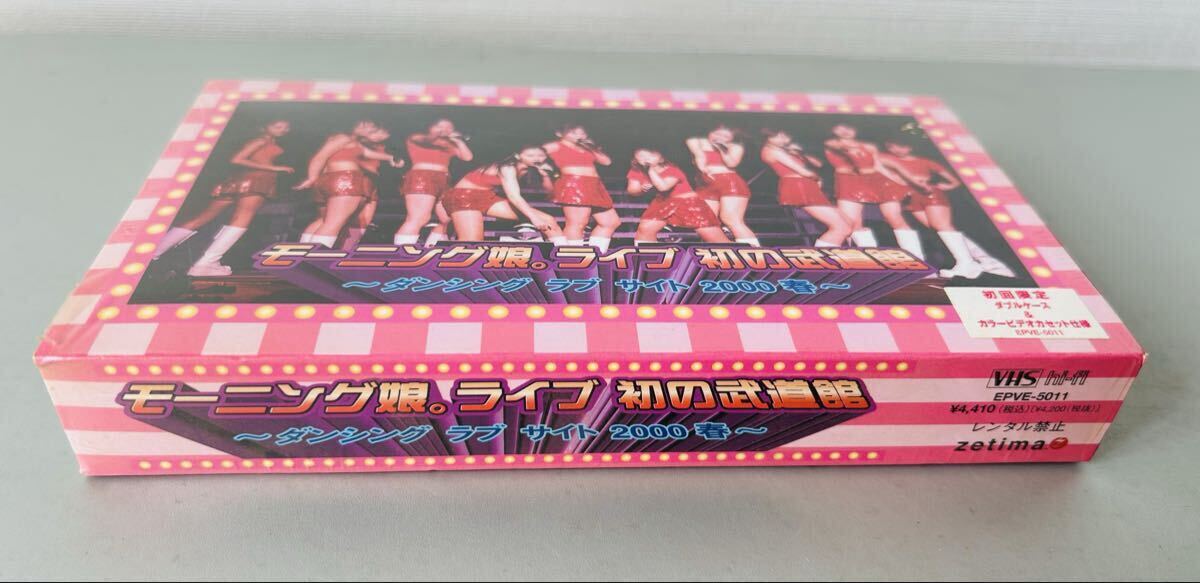 モーニング娘。ライブ 初の武道館
～ダンシング ラブ サイト 2000 春～
初回限定
ダブルケース
&
カラービデオカセット仕様
EPVE-5011
モーニング娘。ライブ 初の武道館
～ダンシング ラブ サイト 2000 春～
VHS hi-fi
EPVE-5011
¥4,410(税込)[¥4,200(税抜)]
レンタル禁止
zetima